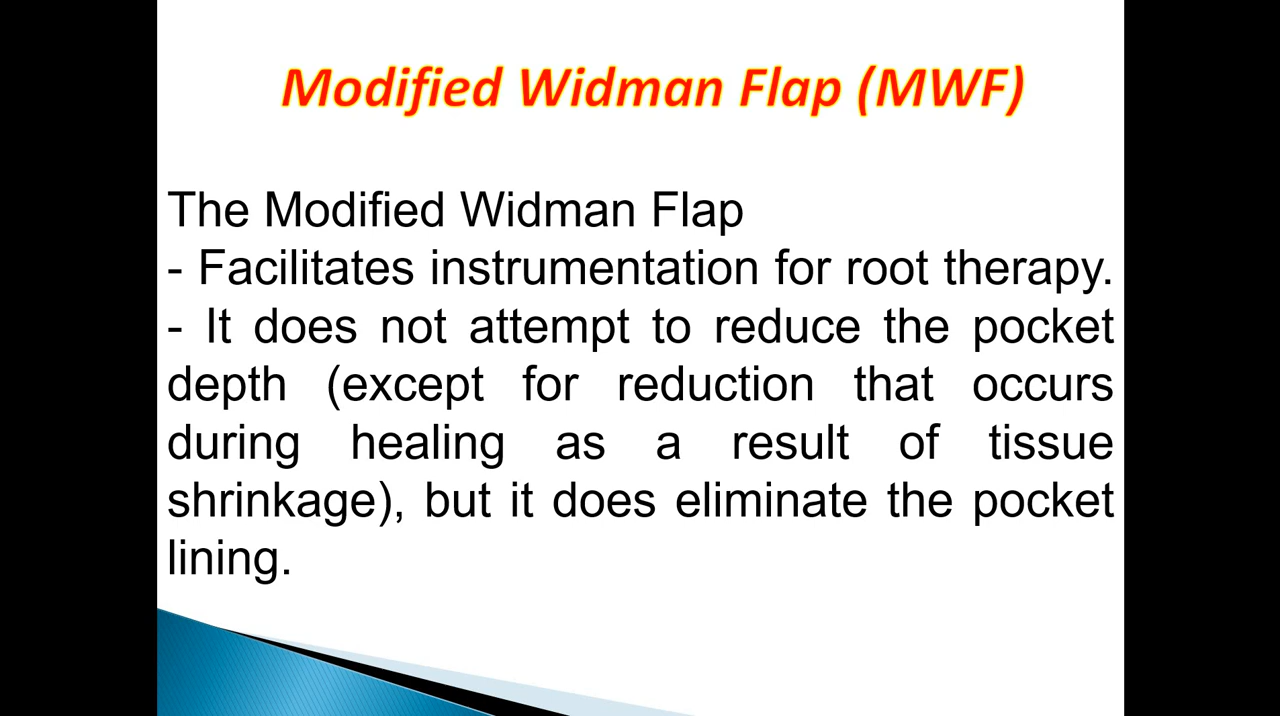 Modified Widman Flap (MWF)
The Modified Widman Flap
- Facilitates instrumentation for root therapy.
- It does not attempt to reduce the pocket
depth (except for reduction that occurs
during healing as a result of tissue
shrinkage), but it does eliminate the pocket
lining.